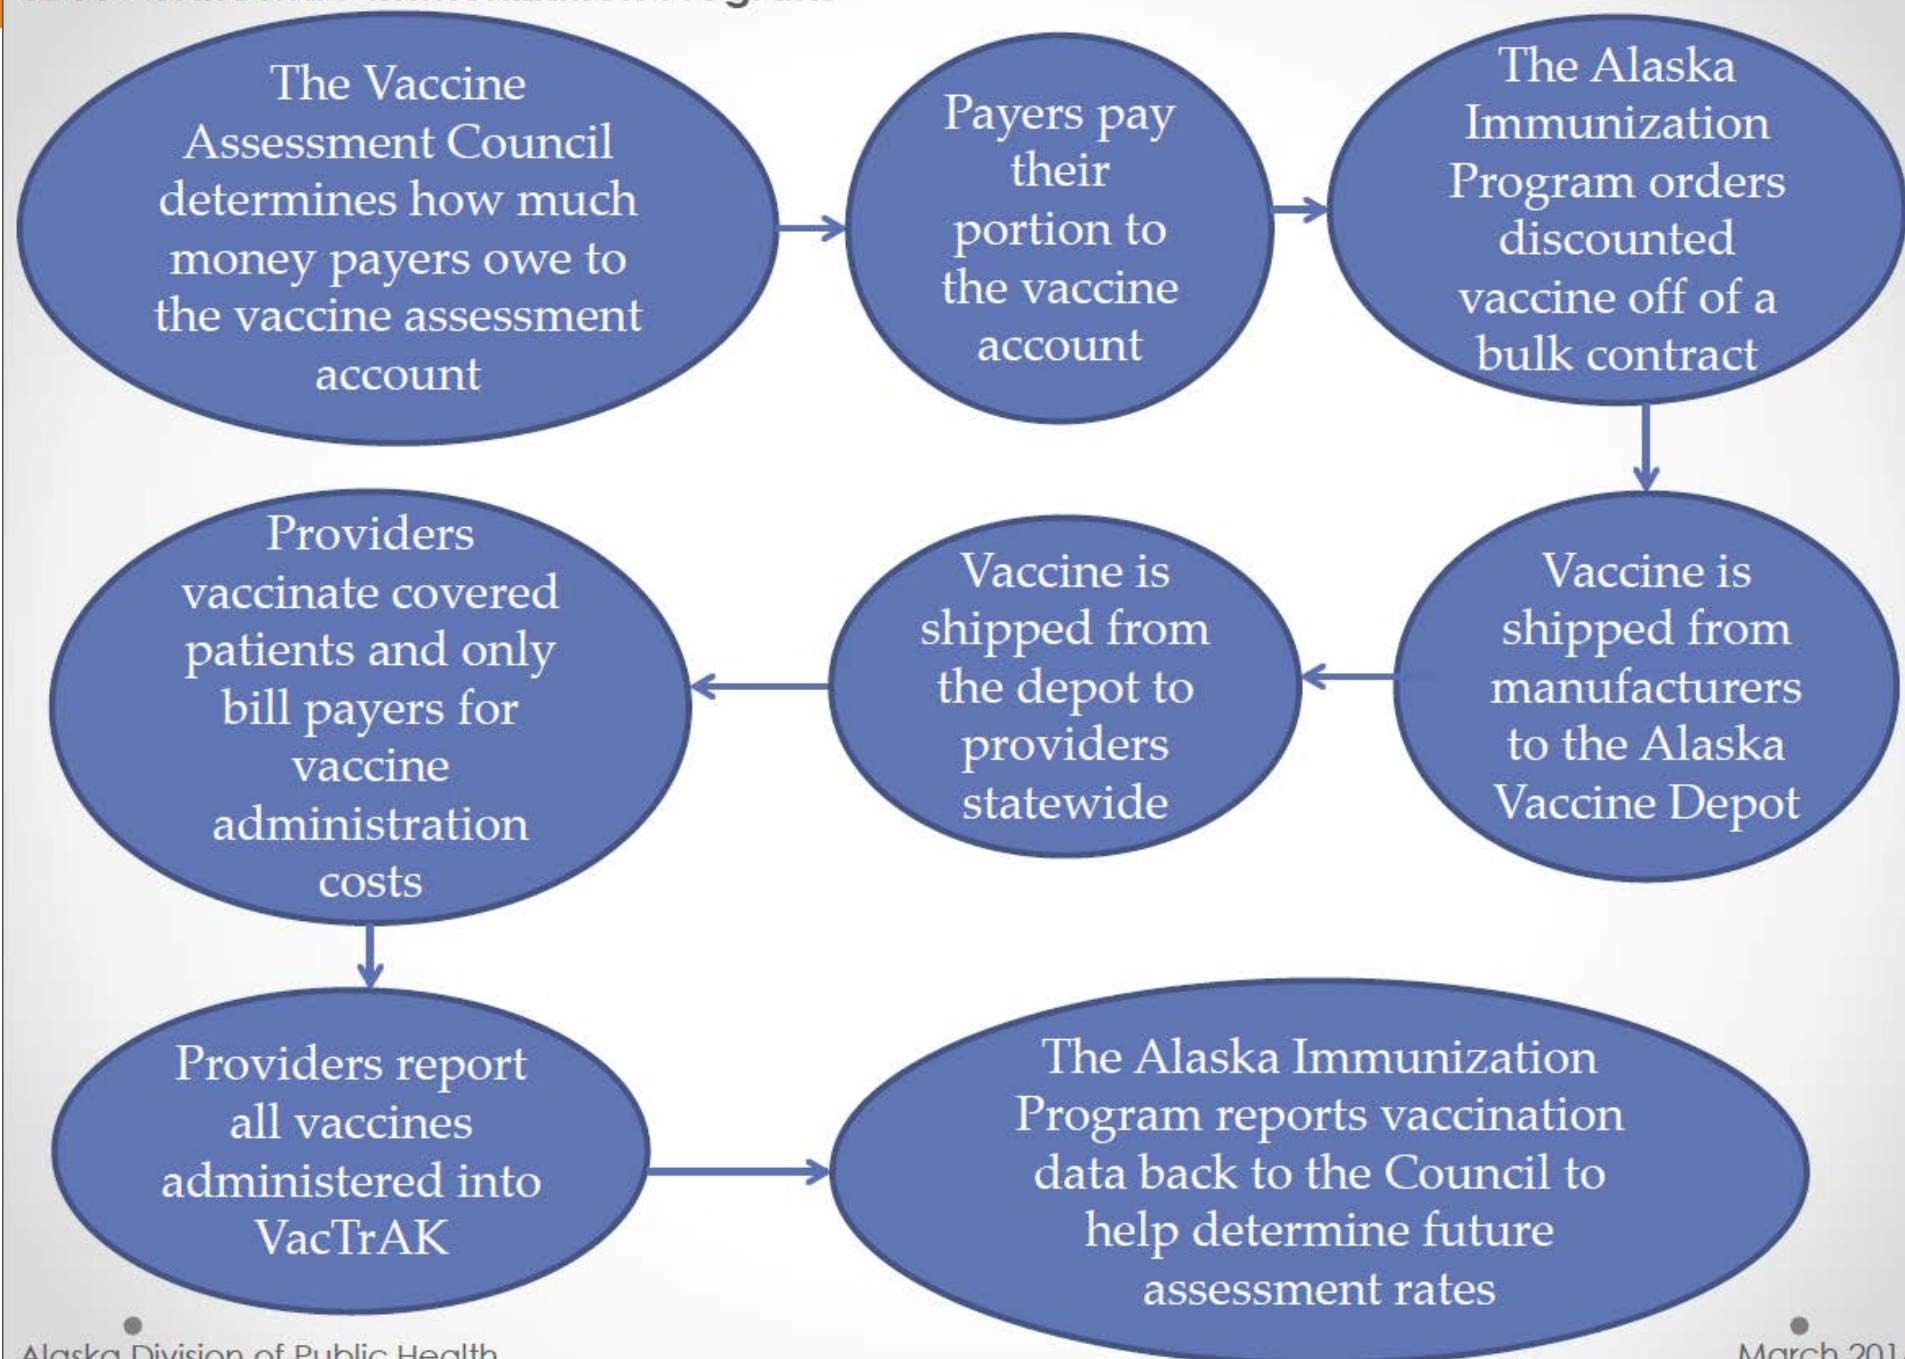 The Vaccine
Assessment Council
determines how much
money payers owe to
the vaccine assessment
account
Payers pay
their
portion to
the vaccine
account
The Alaska
Immunization
Program orders
discounted
vaccine off of a
bulk contract
Vaccine is
shipped from
manufacturers
to the Alaska
Vaccine Depot
Vaccine is
shipped from
the depot to
providers
statewide
Providers
vaccinate covered
patients and only
bill payers for
vaccine
administration
costs
Providers report
all vaccines
administered into
VacTrAK
The Alaska Immunization
Program reports vaccination
data back to the Council to
help determine future
assessment rates
Alaska Division of Public Health
March